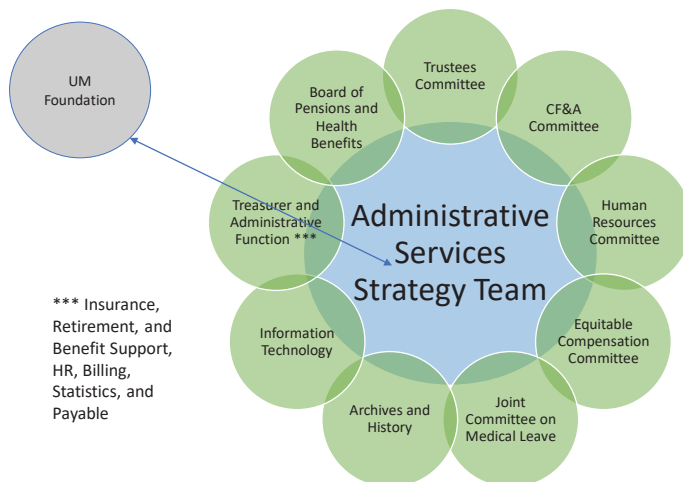 UM
Foundation
Trustees
Committee
Board of
Pensions and
Health
Benefits
CF&A
Committee
Treasurer and
Administrative
Function ***
Administrative
Services
Strategy Team
Human
Resources
Committee
*** Insurance,
Retirement, and
Benefit Support,
HR, Billing,
Statistics, and
Payable
Information
Technology
Equitable
Compensation
Committee
Archives and
History
Joint
Committee on
Medical Leave